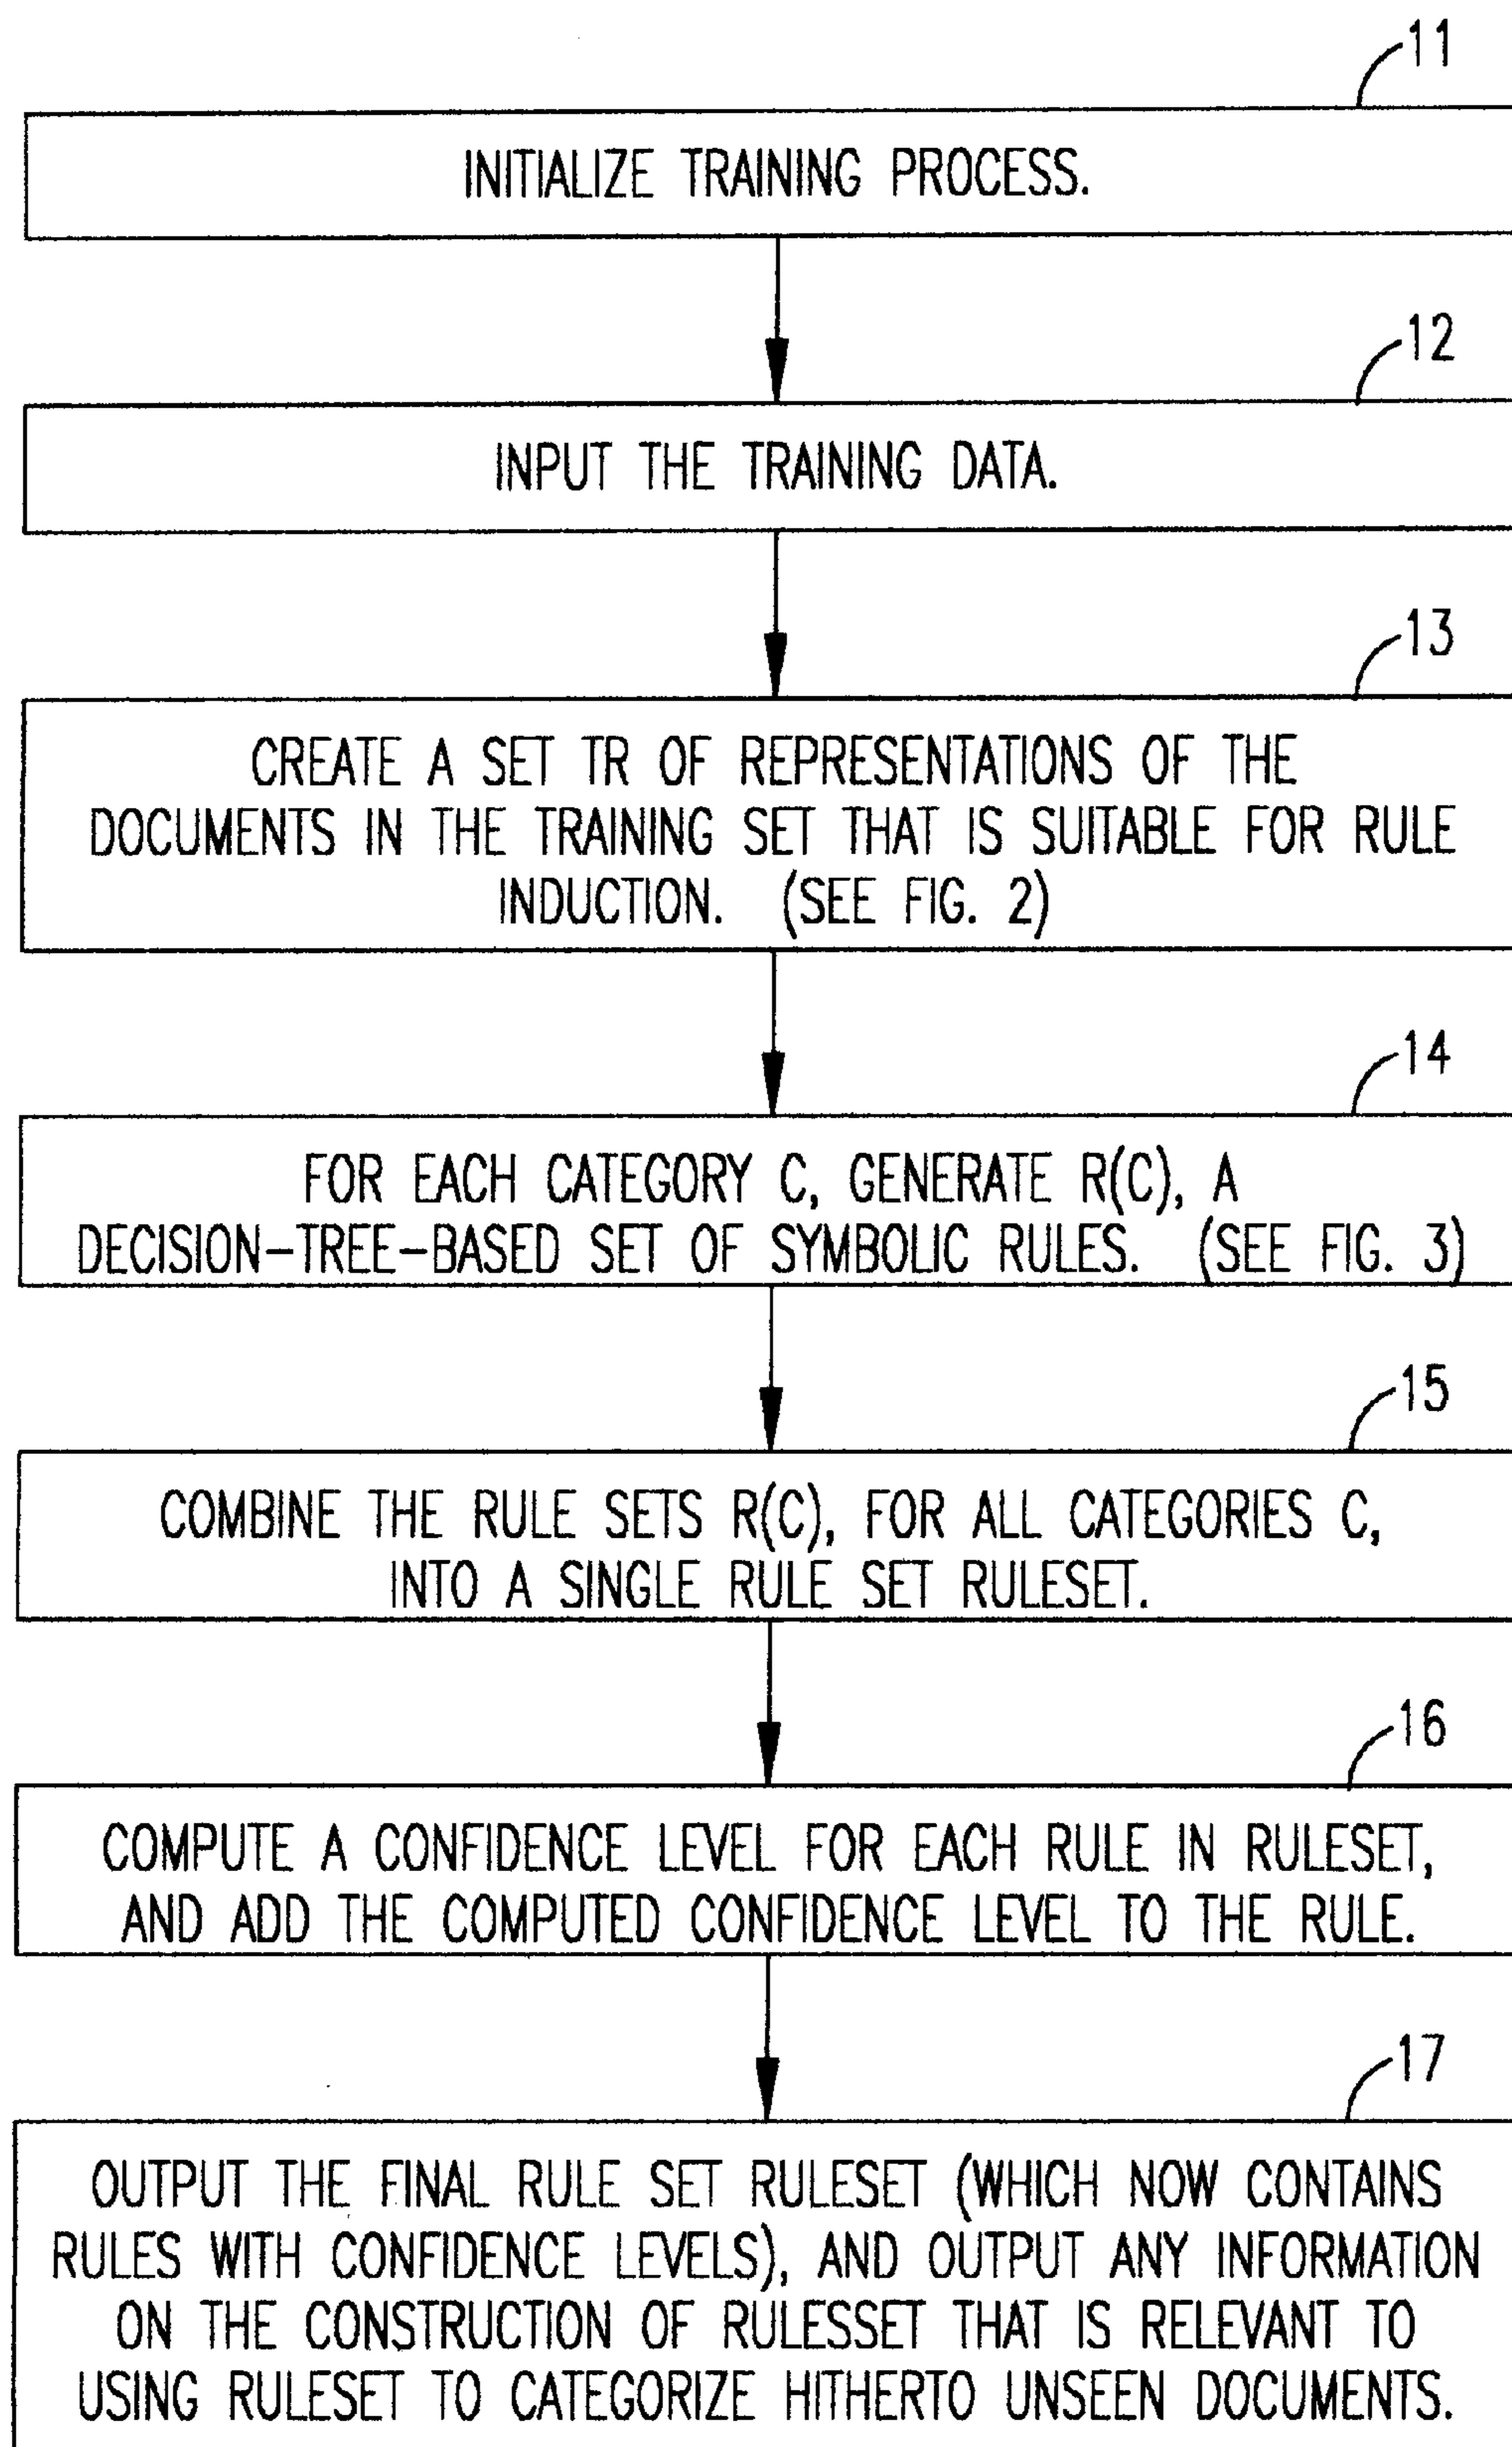 11
INITIALIZE TRAINING PROCESS.
12
INPUT THE TRAINING DATA.
13
CREATE A SET TR OF REPRESENTATIONS OF THE
DOCUMENTS IN THE TRAINING SET THAT IS SUITABLE FOR RULE
INDUCTION. (SEE FIG. 2)
14
FOR EACH CATEGORY C, GENERATE R(C), A
DECISION-TREE-BASED SET OF SYMBOLIC RULES. (SEE FIG. 3)
15
COMBINE THE RULE SETS R(C), FOR ALL CATEGORIES C,
INTO A SINGLE RULE SET RULESET.
16
COMPUTE A CONFIDENCE LEVEL FOR EACH RULE IN RULESET,
AND ADD THE COMPUTED CONFIDENCE LEVEL TO THE RULE.
17
OUTPUT THE FINAL RULE SET RULESET (WHICH NOW CONTAINS
RULES WITH CONFIDENCE LEVELS), AND OUTPUT ANY INFORMATION
ON THE CONSTRUCTION OF RULESSET THAT IS RELEVANT TO
USING RULESET TO CATEGORIZE HITHERTO UNSEEN DOCUMENTS.